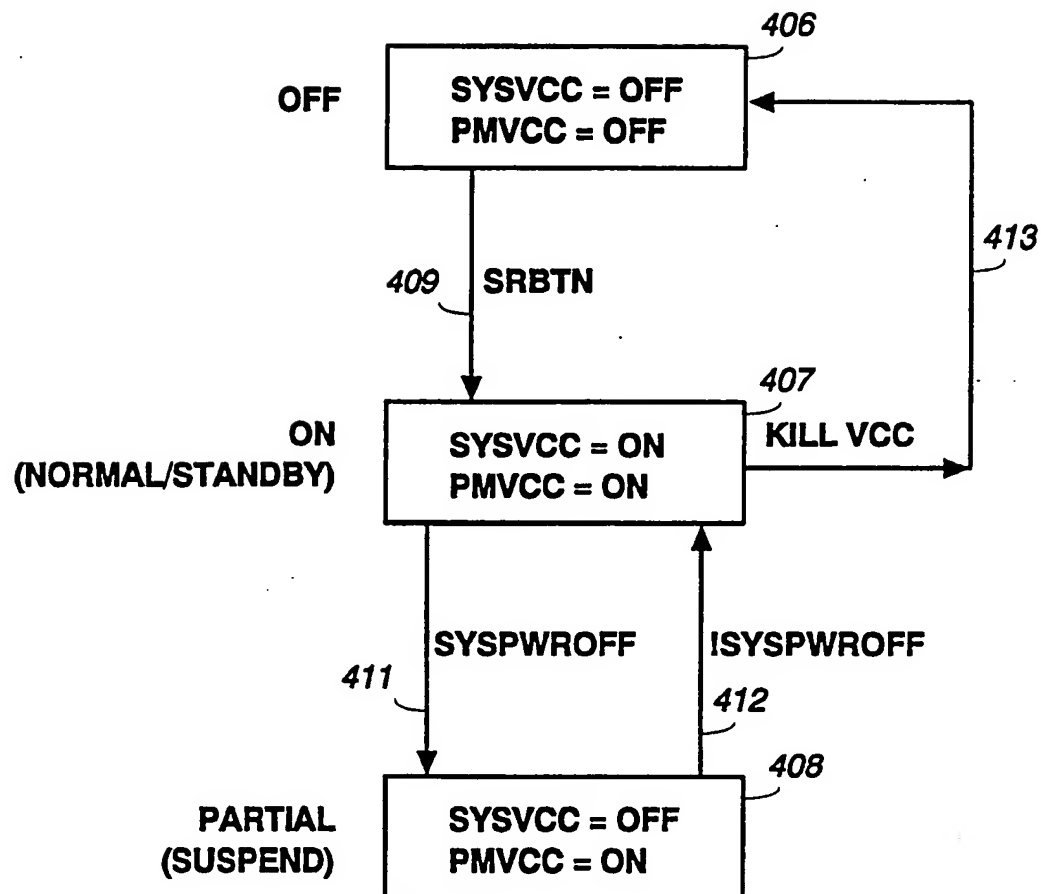 406
OFF
SYSVCC = OFF
PMVCC = OFF
413
409
SRBTN
407
ON
(NORMAL/STANDBY)
SYSVCC = ON
PMVCC = ON
KILL VCC
SYSPWROFF
!SYSPWROFF
411
412
408
PARTIAL
(SUSPEND)
SYSVCC = OFF
PMVCC = ON